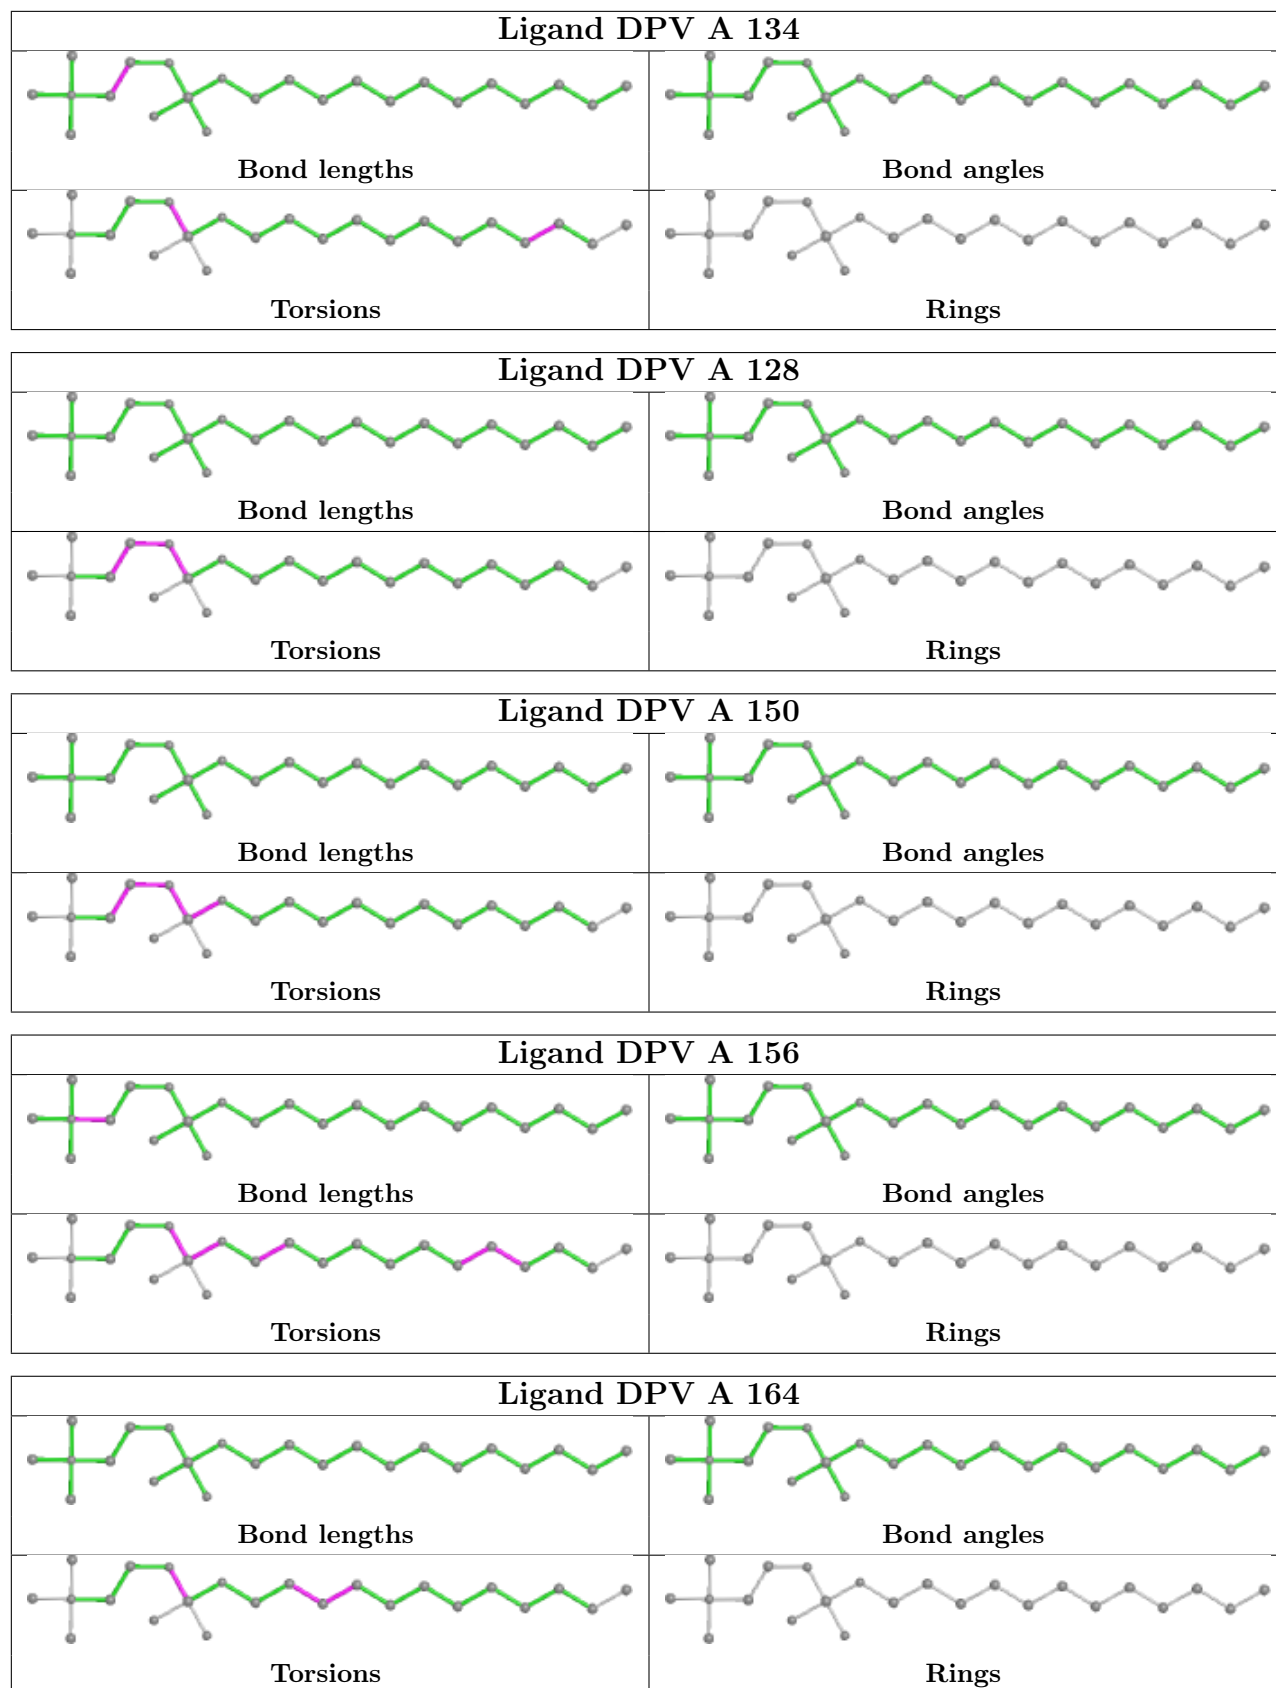 Ligand DPV A 134
Bond lengths
Bond angles
Torsions
Rings
Ligand DPV A 128
Bond lengths
Bond angles
Torsions
Rings
Ligand DPV A 150
Bond lengths
Bond angles
Torsions
Rings
Ligand DPV A 156
Bond lengths
Bond angles
Torsions
Rings
Ligand DPV A 164
Bond lengths
Bond angles
Torsions
Rings